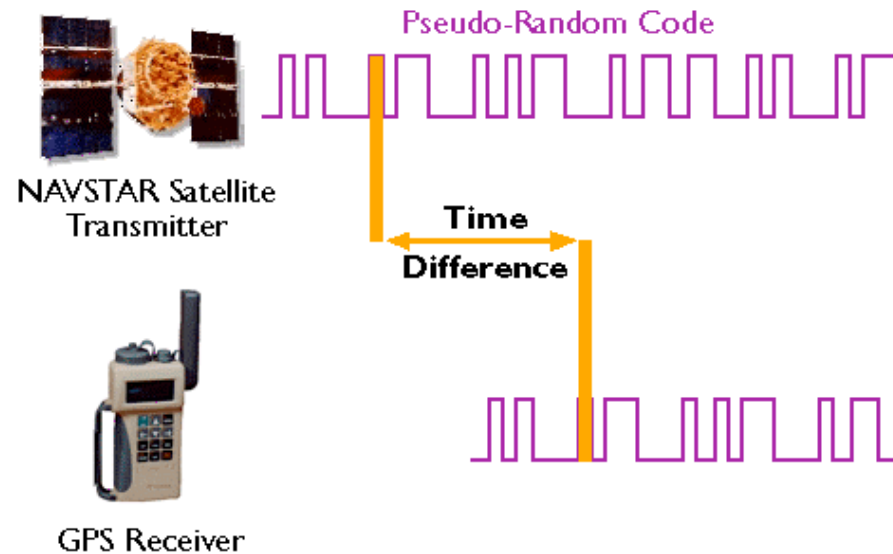 Pseudo-Random Code
NAVSTAR Satellite
Transmitter
Time
Difference
GPS Receiver